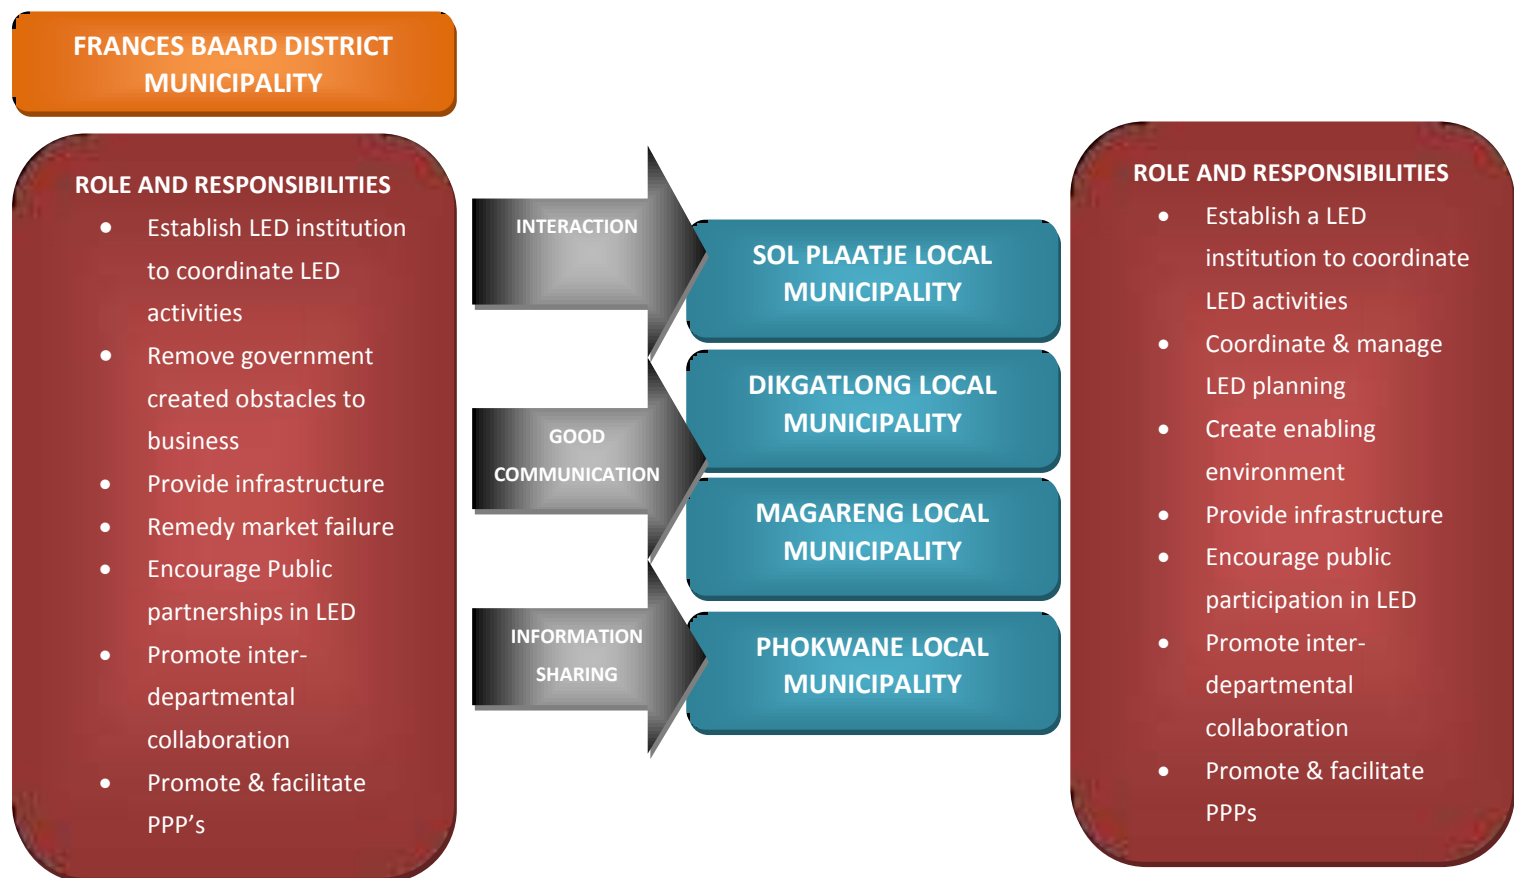 FRANCES BAARD DISTRICT
MUNICIPALITY
ROLE AND RESPONSIBILITIES
• Establish LED institution
to coordinate LED
activities
• Remove government
created obstacles to
business
• Provide infrastructure
• Remedy market failure
• Encourage Public
partnerships in LED
• Promote inter-
departmental
collaboration
• Promote & facilitate
PPP’s
INTERACTION
GOOD
COMMUNICATION
INFORMATION
SHARING
SOL PLAATJE LOCAL
MUNICIPALITY
DIKGATLONG LOCAL
MUNICIPALITY
MAGARENG LOCAL
MUNICIPALITY
PHOKWANE LOCAL
MUNICIPALITY
ROLE AND RESPONSIBILITIES
• Establish a LED
institution to coordinate
LED activities
• Coordinate & manage
LED planning
• Create enabling
environment
• Provide infrastructure
• Encourage public
participation in LED
• Promote inter-
departmental
collaboration
• Promote & facilitate
PPPs